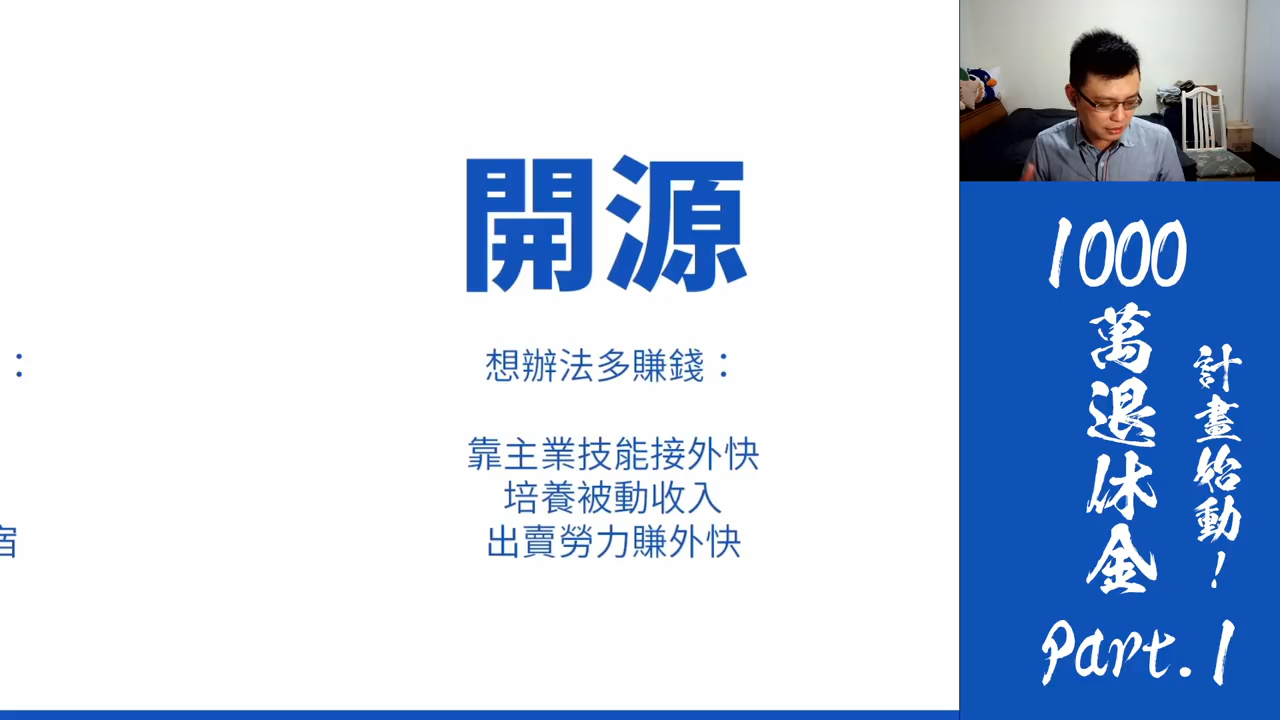 開源
：
想辦法多賺錢：
靠主業技能接外快
培養被動收入
宿
出賣勞力賺外快
1000
萬退休金
計畫始動！
Part.1